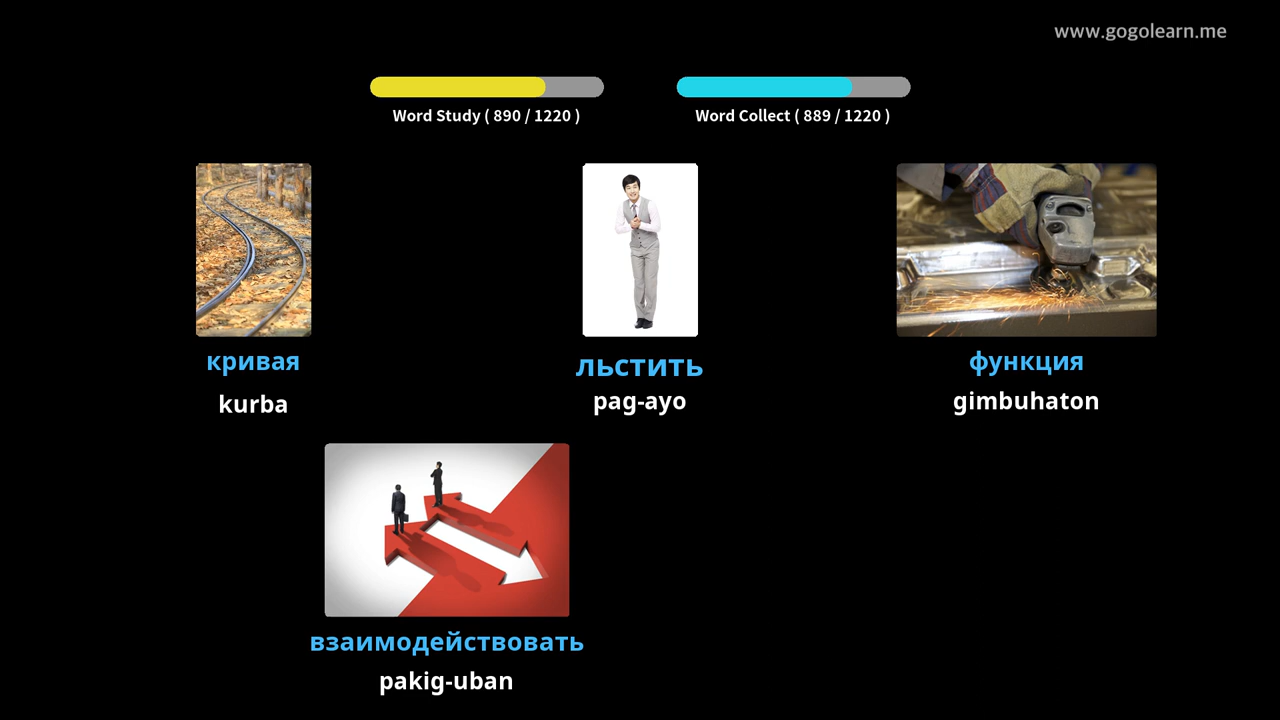 www.gogolearn.me
Word Study ( 890 / 1220 )
Word Collect ( 889 / 1220 )
кривая
kurba
льстить
pag-ayo
функция
gimbuhaton
взаимодействовать
pakig-uban